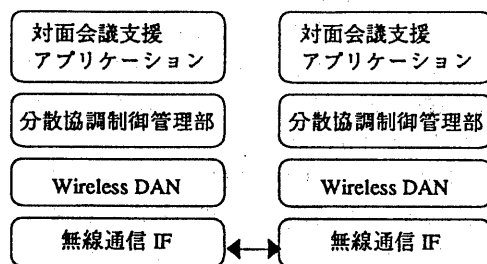 対面会議支援
アプリケーション
分散協調制御管理部
Wireless DAN
無線通信 IF
対面会議支援
アプリケーション
分散協調制御管理部
Wireless DAN
無線通信 IF